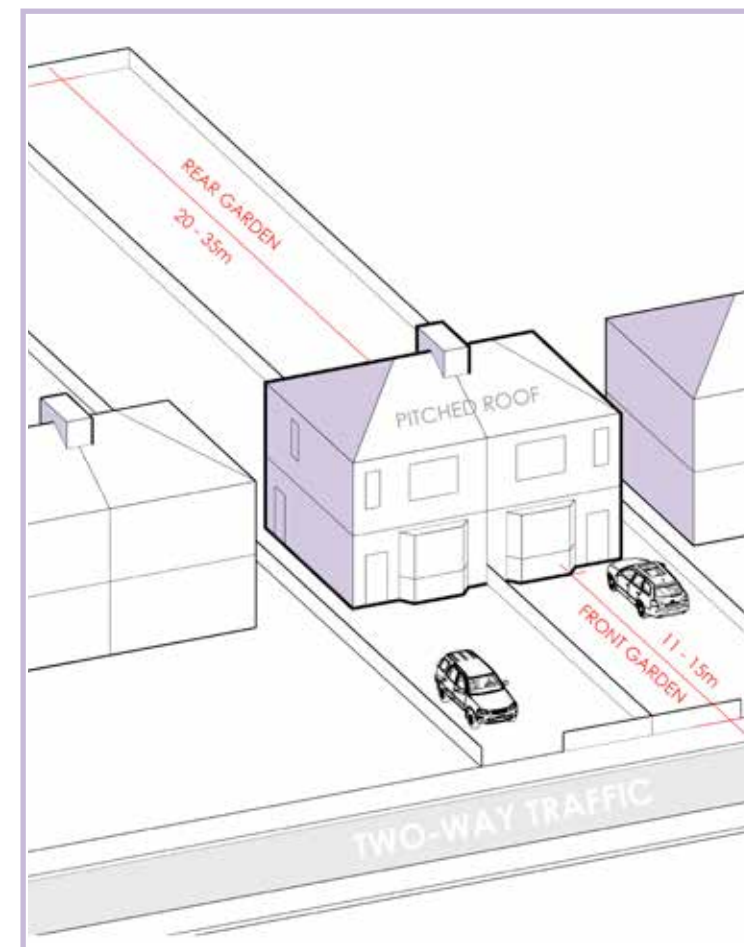 REAR GARDEN
20 - 35m
PITCHED ROOF
11 - 15m
FRONT GARDEN
TWO-WAY TRAFFIC